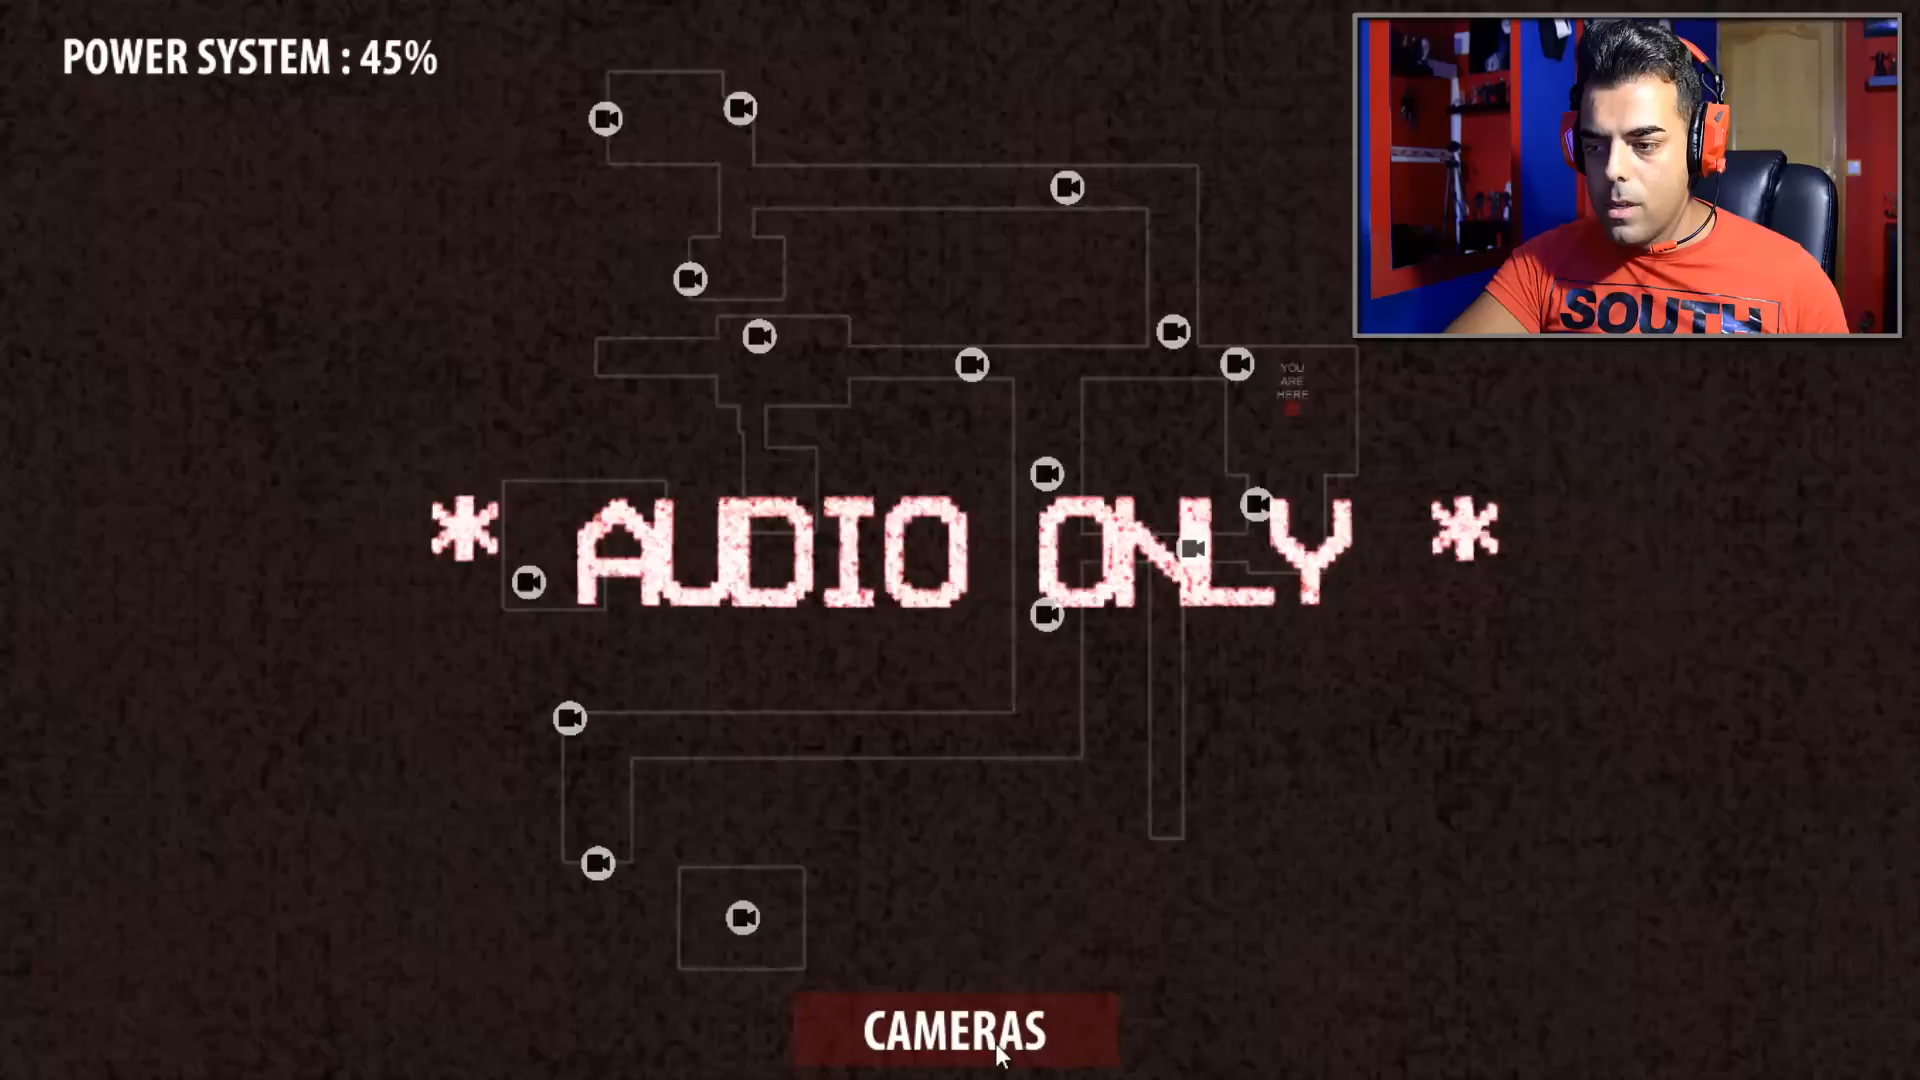 POWER SYSTEM : 45%
YOU
ARE
HERE
* AUDIO ONLY *
SOUTH
CAMERAS